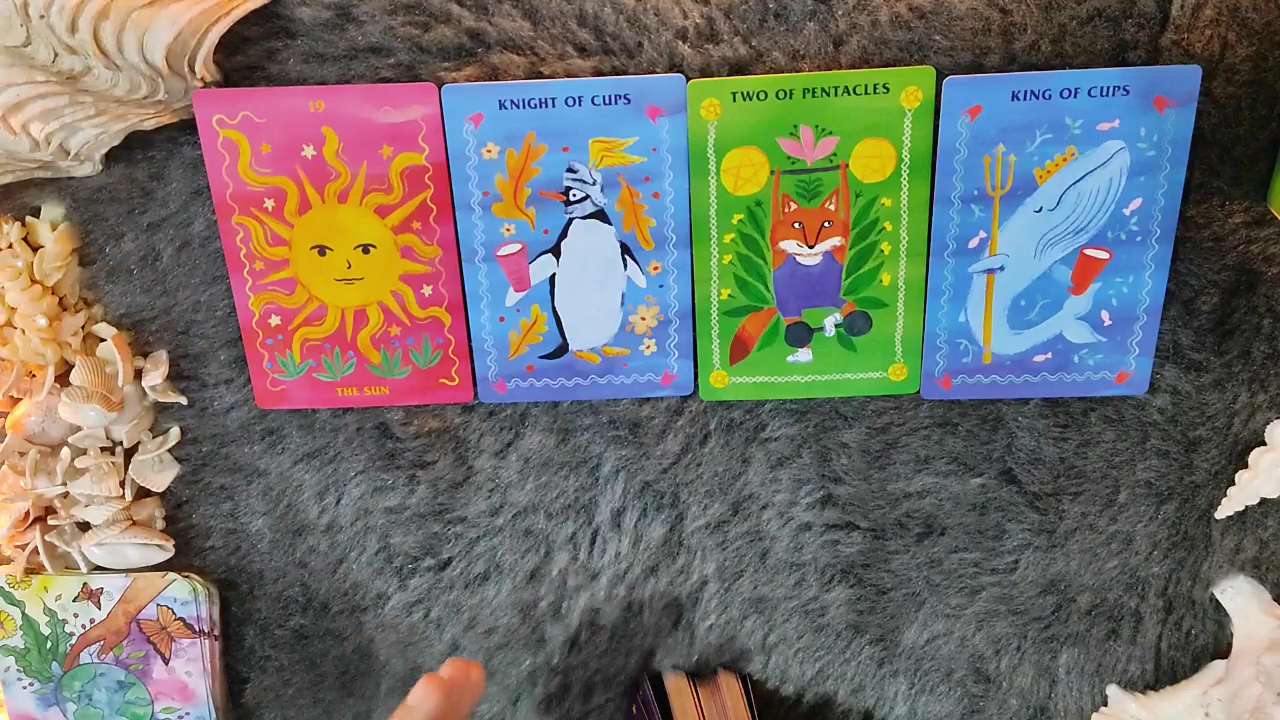 19
THE SUN
KNIGHT OF CUPS
TWO OF PENTACLES
KING OF CUPS